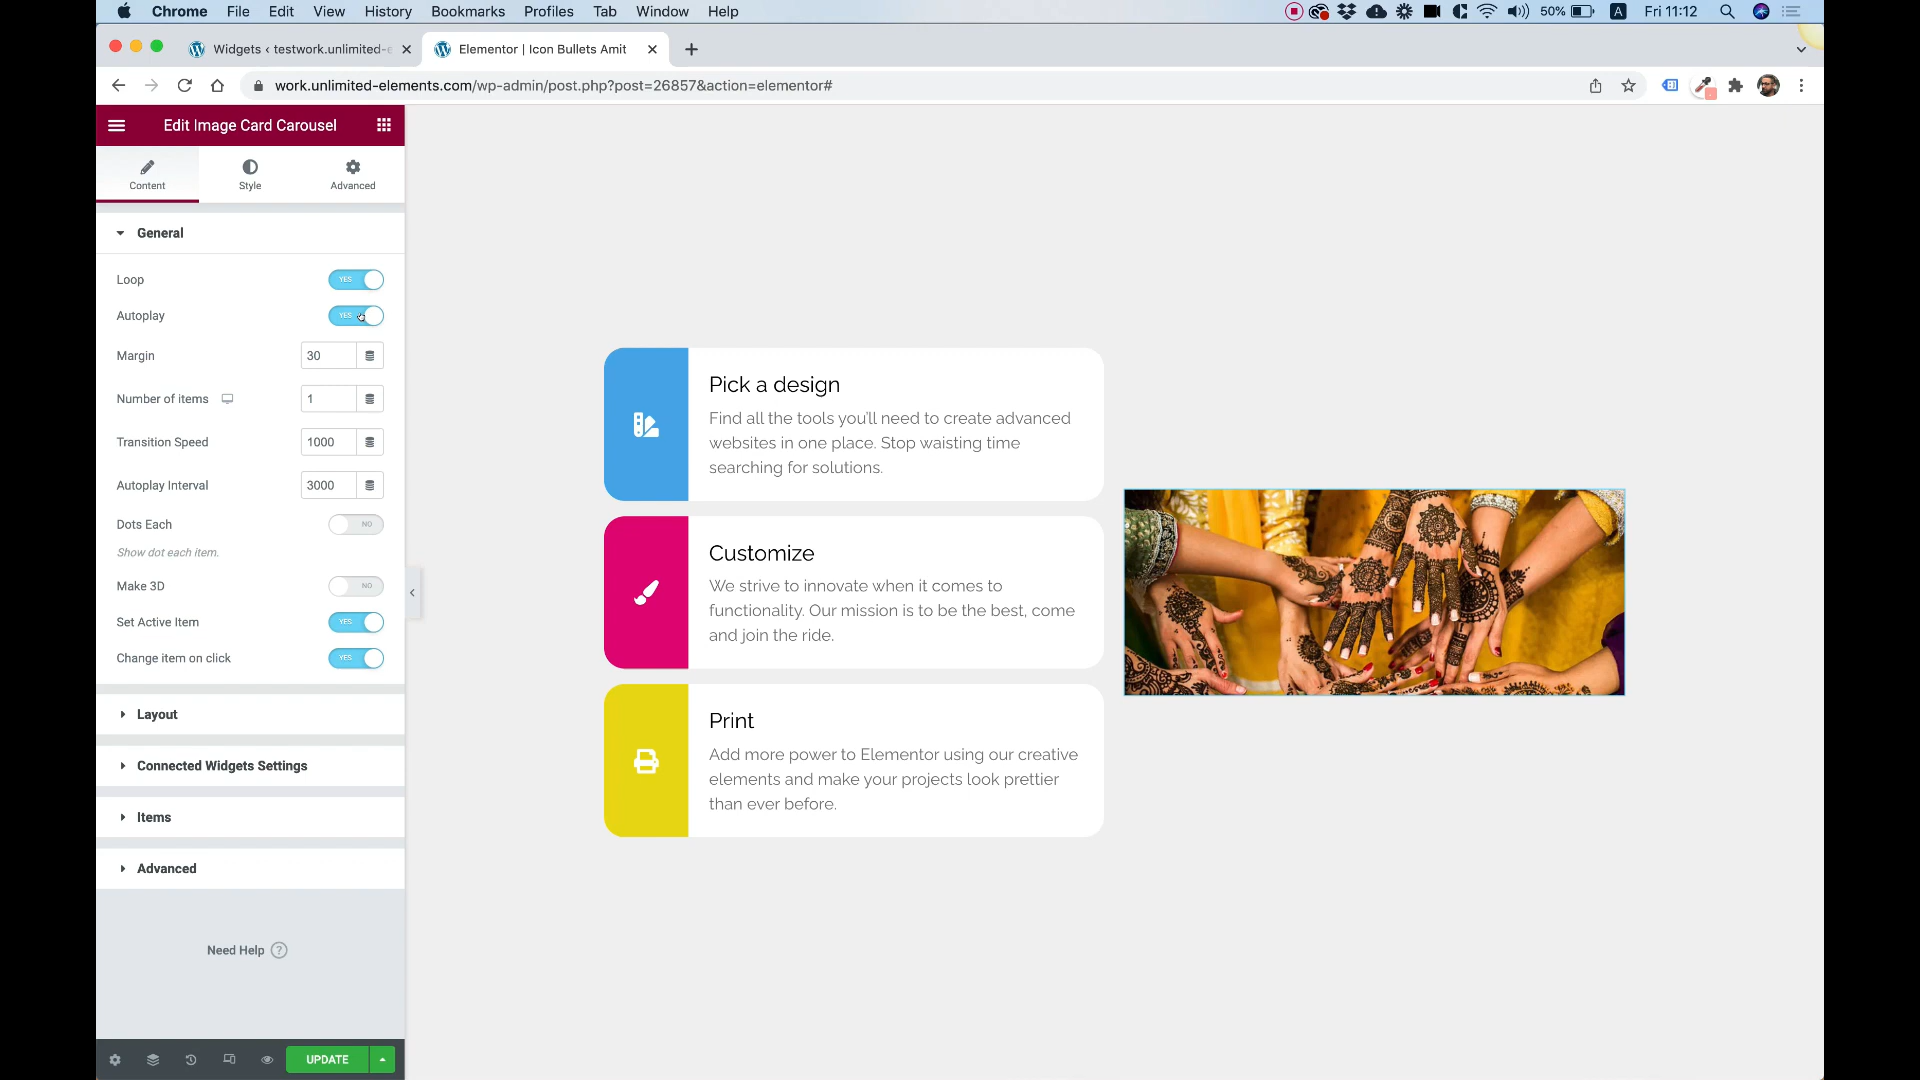 Chrome File Edit View History Bookmarks Profiles Tab Window Help 50% A Fri 11:12
Widgets ‹ testwork.unlimited-e
Elementor | Icon Bullets Amit
work.unlimited-elements.com/wp-admin/post.php?post=26857&action=elementor#
Edit Image Card Carousel
Content Style Advanced
General
Loop YES
Autoplay YES
Margin 30
Number of items 1
Transition Speed 1000
Autoplay Interval 3000
Dots Each NO
Show dot each item.
Make 3D NO
Set Active Item YES
Change item on click YES
Layout
Connected Widgets Settings
Items
Advanced
Need Help ?
UPDATE
Pick a design
Find all the tools you'll need to create advanced
websites in one place. Stop waisting time
searching for solutions.
Customize
We strive to innovate when it comes to
functionality. Our mission is to be the best, come
and join the ride.
Print
Add more power to Elementor using our creative
elements and make your projects look prettier
than ever before.